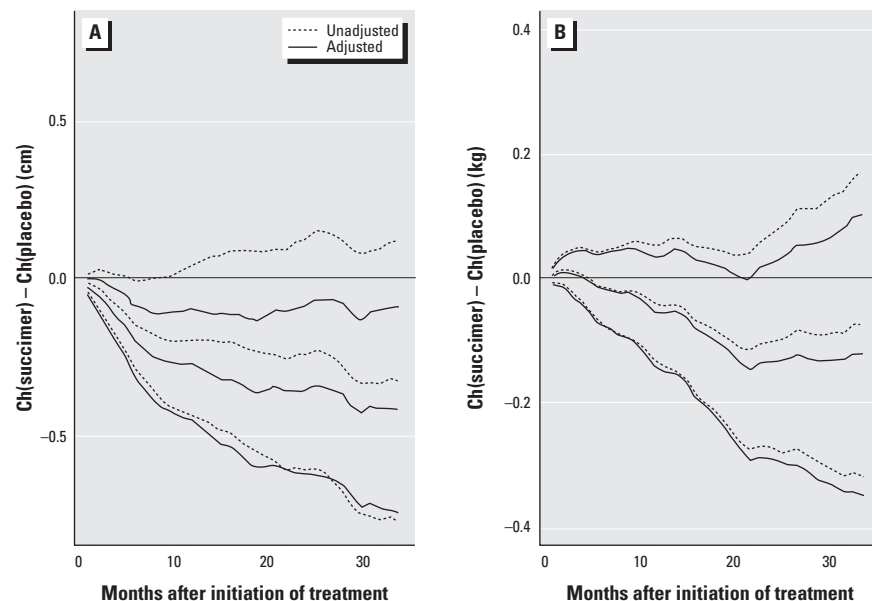 A
Unadjusted
Adjusted
Ch(succimer) – Ch(placebo) (cm)
0.5
0.0
–0.5
0
10
20
30
Months after initiation of treatment
B
Ch(succimer) – Ch(placebo) (kg)
0.4
0.2
0.0
–0.2
–0.4
0
10
20
30
Months after initiation of treatment